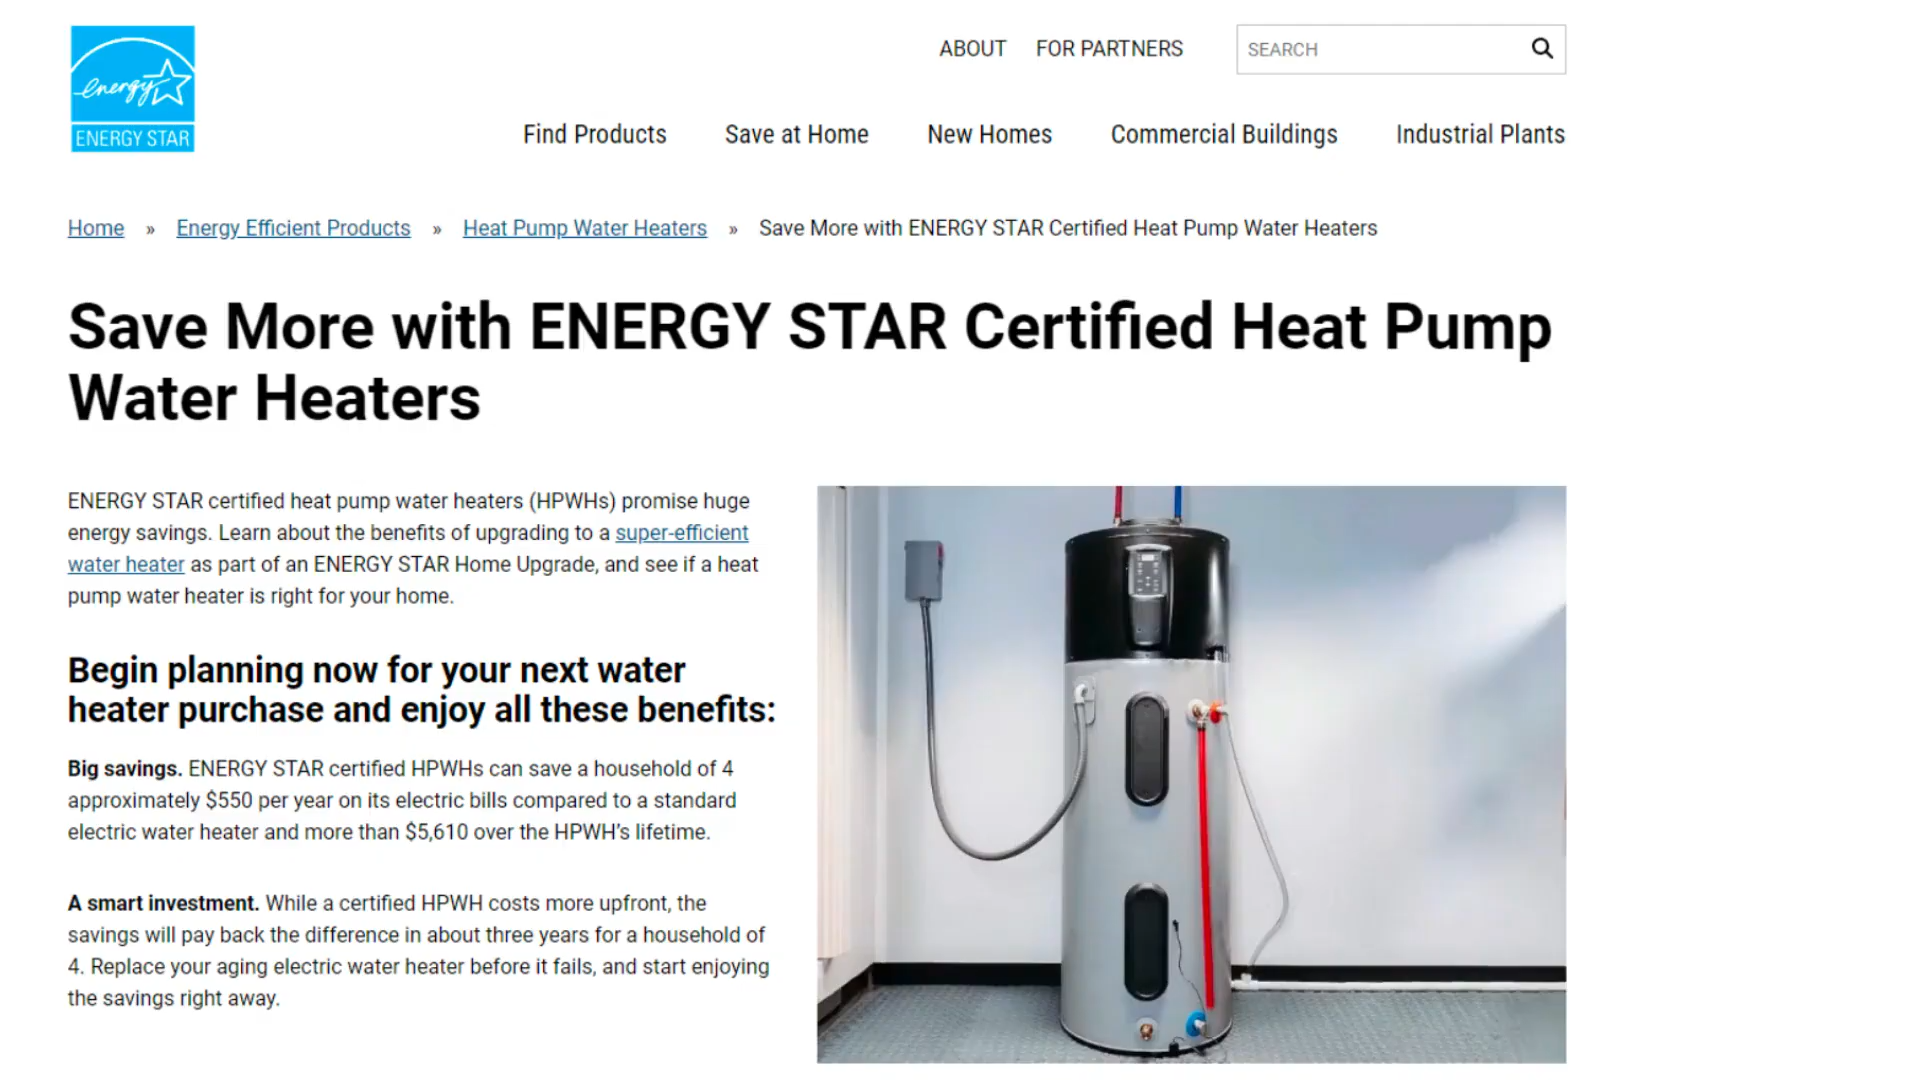 energy
ENERGY STAR
ABOUT FOR PARTNERS SEARCH
Find Products Save at Home New Homes Commercial Buildings Industrial Plants
Home » Energy Efficient Products » Heat Pump Water Heaters » Save More with ENERGY STAR Certified Heat Pump Water Heaters
Save More with ENERGY STAR Certified Heat Pump
Water Heaters
ENERGY STAR certified heat pump water heaters (HPWHs) promise huge
energy savings. Learn about the benefits of upgrading to a super-efficient
water heater as part of an ENERGY STAR Home Upgrade, and see if a heat
pump water heater is right for your home.
Begin planning now for your next water
heater purchase and enjoy all these benefits:
Big savings. ENERGY STAR certified HPWHs can save a household of 4
approximately $550 per year on its electric bills compared to a standard
electric water heater and more than $5,610 over the HPWH's lifetime.
A smart investment. While a certified HPWH costs more upfront, the
savings will pay back the difference in about three years for a household of
4. Replace your aging electric water heater before it fails, and start enjoying
the savings right away.